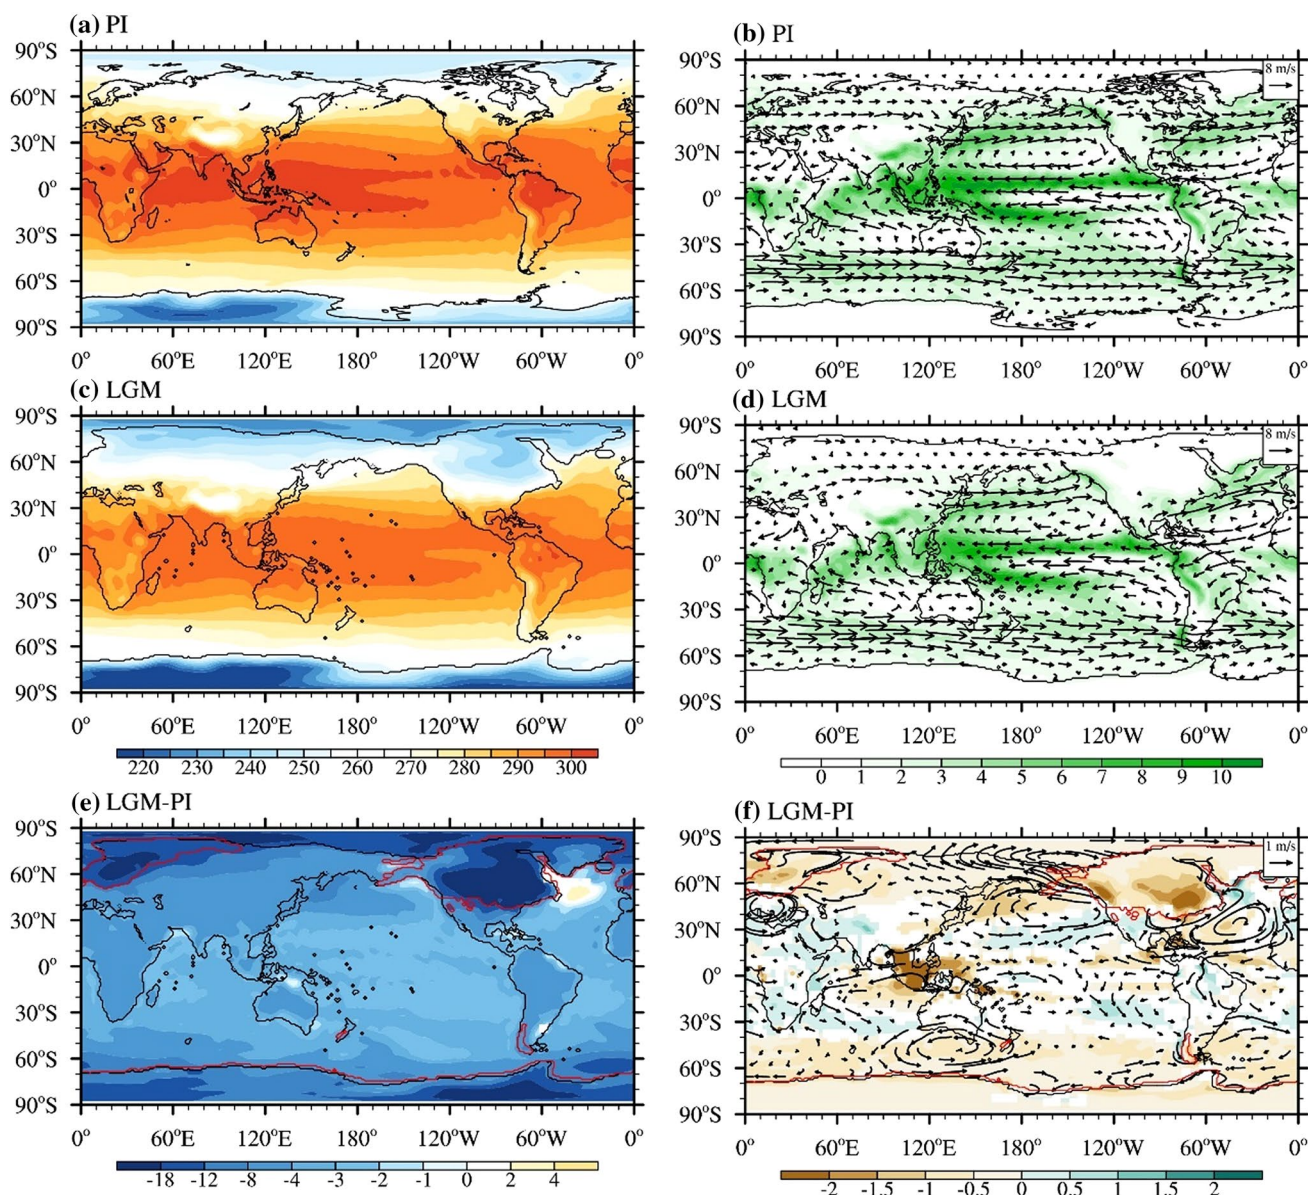 (a) PI
90°S
60°N
30°N
0°
30°S
60°S
90°S
0° 60°E 120°E 180° 120°W 60°W 0°
(b) PI
8 m/s
90°S
60°N
30°N
0°
30°S
60°S
90°S
0° 60°E 120°E 180° 120°W 60°W 0°
(c) LGM
90°S
60°N
30°N
0°
30°S
60°S
90°S
0° 60°E 120°E 180° 120°W 60°W 0°
220 230 240 250 260 270 280 290 300
(d) LGM
8 m/s
90°S
60°N
30°N
0°
30°S
60°S
90°S
0° 60°E 120°E 180° 120°W 60°W 0°
0 1 2 3 4 5 6 7 8 9 10
(e) LGM-PI
90°S
60°N
30°N
0°
30°S
60°S
90°S
0° 60°E 120°E 180° 120°W 60°W 0°
-18 -12 -8 -4 -3 -2 -1 0 2 4
(f) LGM-PI
1 m/s
90°S
60°N
30°N
0°
30°S
60°S
90°S
0° 60°E 120°E 180° 120°W 60°W 0°
-2 -1.5 -1 -0.5 0 0.5 1 1.5 2